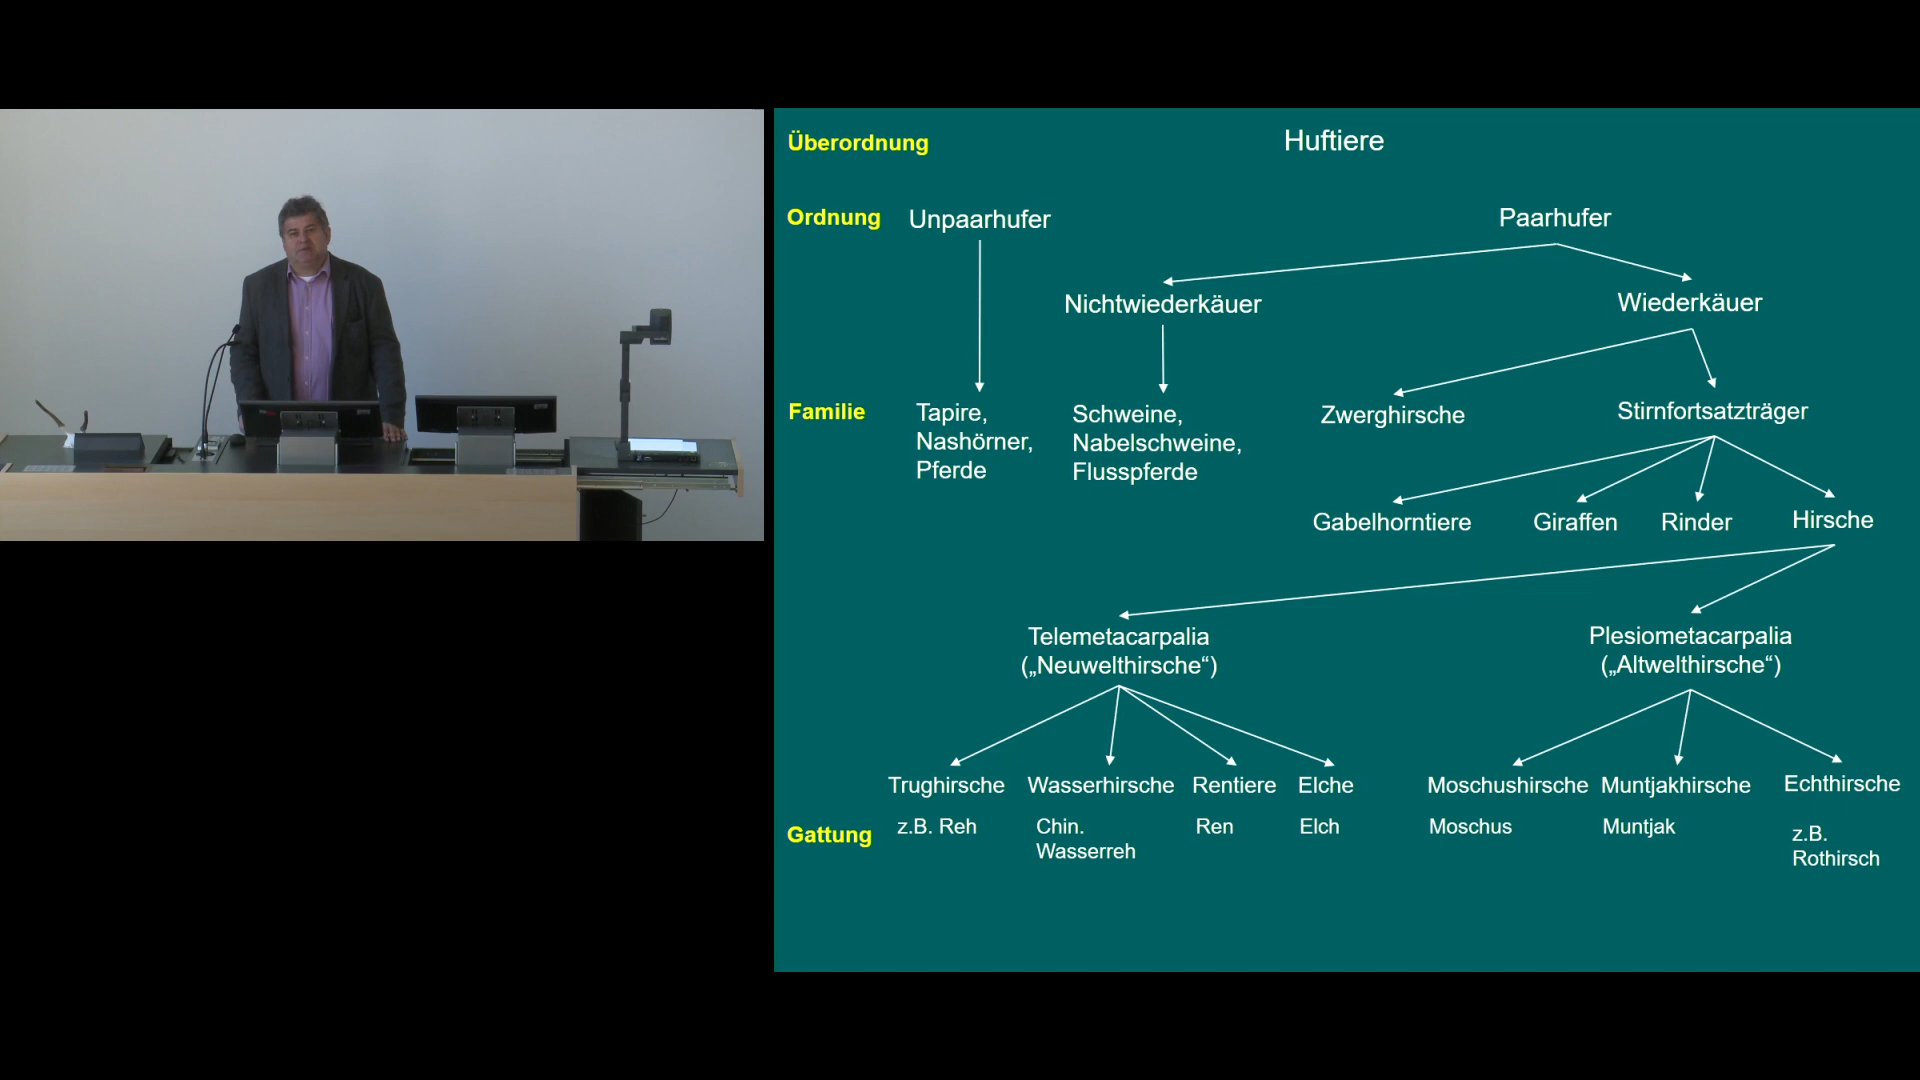 Überordnung
Huftiere
Ordnung
Unpaarhufer
Paarhufer
Nichtwiederkäuer
Wiederkäuer
Familie
Tapire,
Nashörner,
Pferde
Schweine,
Nabelschweine,
Flusspferde
Zwerghirsche
Stirnfortsatzträger
Gabelhorntiere
Giraffen
Rinder
Hirsche
Telemetacarpalia
(„Neuwelthirsche“)
Plesiometacarpalia
(„Altwelthirsche“)
Trughirsche
Wasserhirsche
Rentiere
Elche
Moschushirsche
Muntjakhirsche
Echthirsche
Gattung
z.B. Reh
Chin.
Wasserreh
Ren
Elch
Moschus
Muntjak
z.B.
Rothirsch